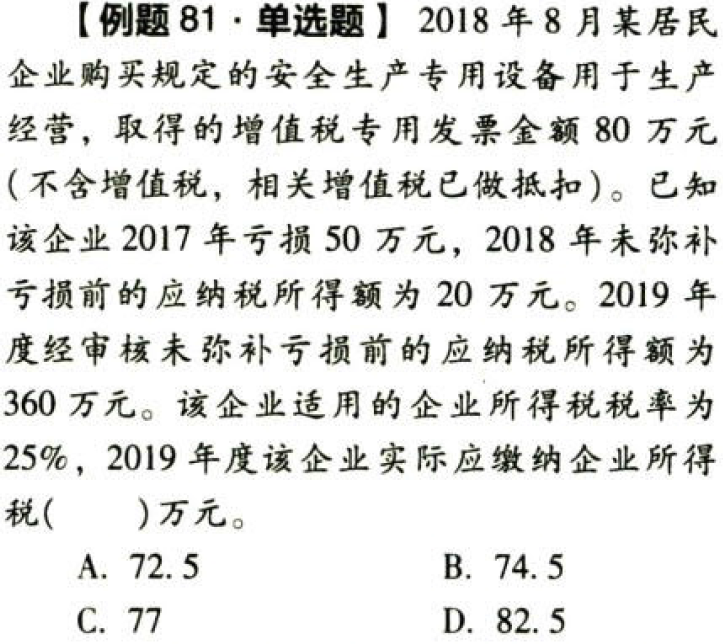 【例题 81·单选题】 2018 年 8 月某居民
企业购买规定的安全生产专用设备用于生产
经营，取得的增值税专用发票金额 80 万元
(不含增值税，相关增值税已做抵扣)。已知
该企业 2017 年亏损 50 万元，2018 年未弥补
亏损前的应纳税所得额为 20 万元。2019 年
度经审核未弥补亏损前的应纳税所得额为
360 万元。该企业适用的企业所得税税率为
25%，2019 年度该企业实际应缴纳企业所得
税(　　)万元。
A. 72. 5　　B. 74. 5
C. 77　　D. 82. 5